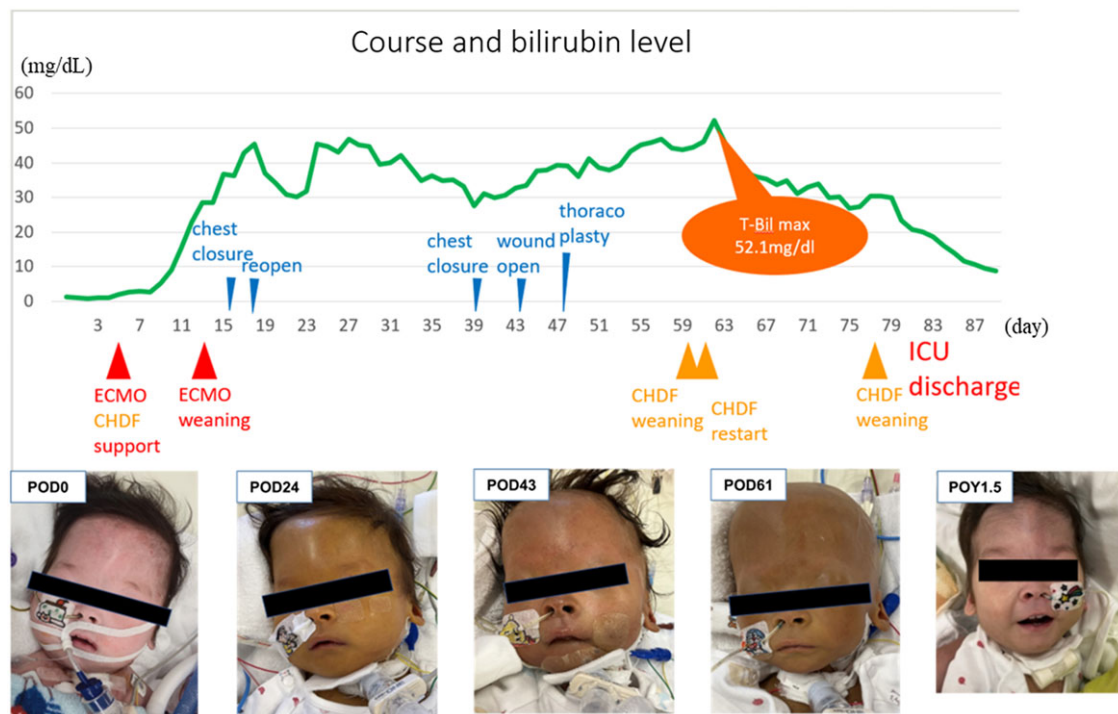 Course and bilirubin level
(mg/dL)
60
50
40
30
20
10
0
chest
closure
reopen
chest
closure
wound
open
thoraco
plasty
T-Bil max
52.1mg/dl
3 7 11 15 19 23 27 31 35 39 43 47 51 55 59 63 67 71 75 79 83 87 (day)
ECMO
CHDF
support
ECMO
weaning
CHDF
weaning
CHDF
restart
CHDF
weaning
ICU
discharge
POD0
POD24
POD43
POD61
POY1.5